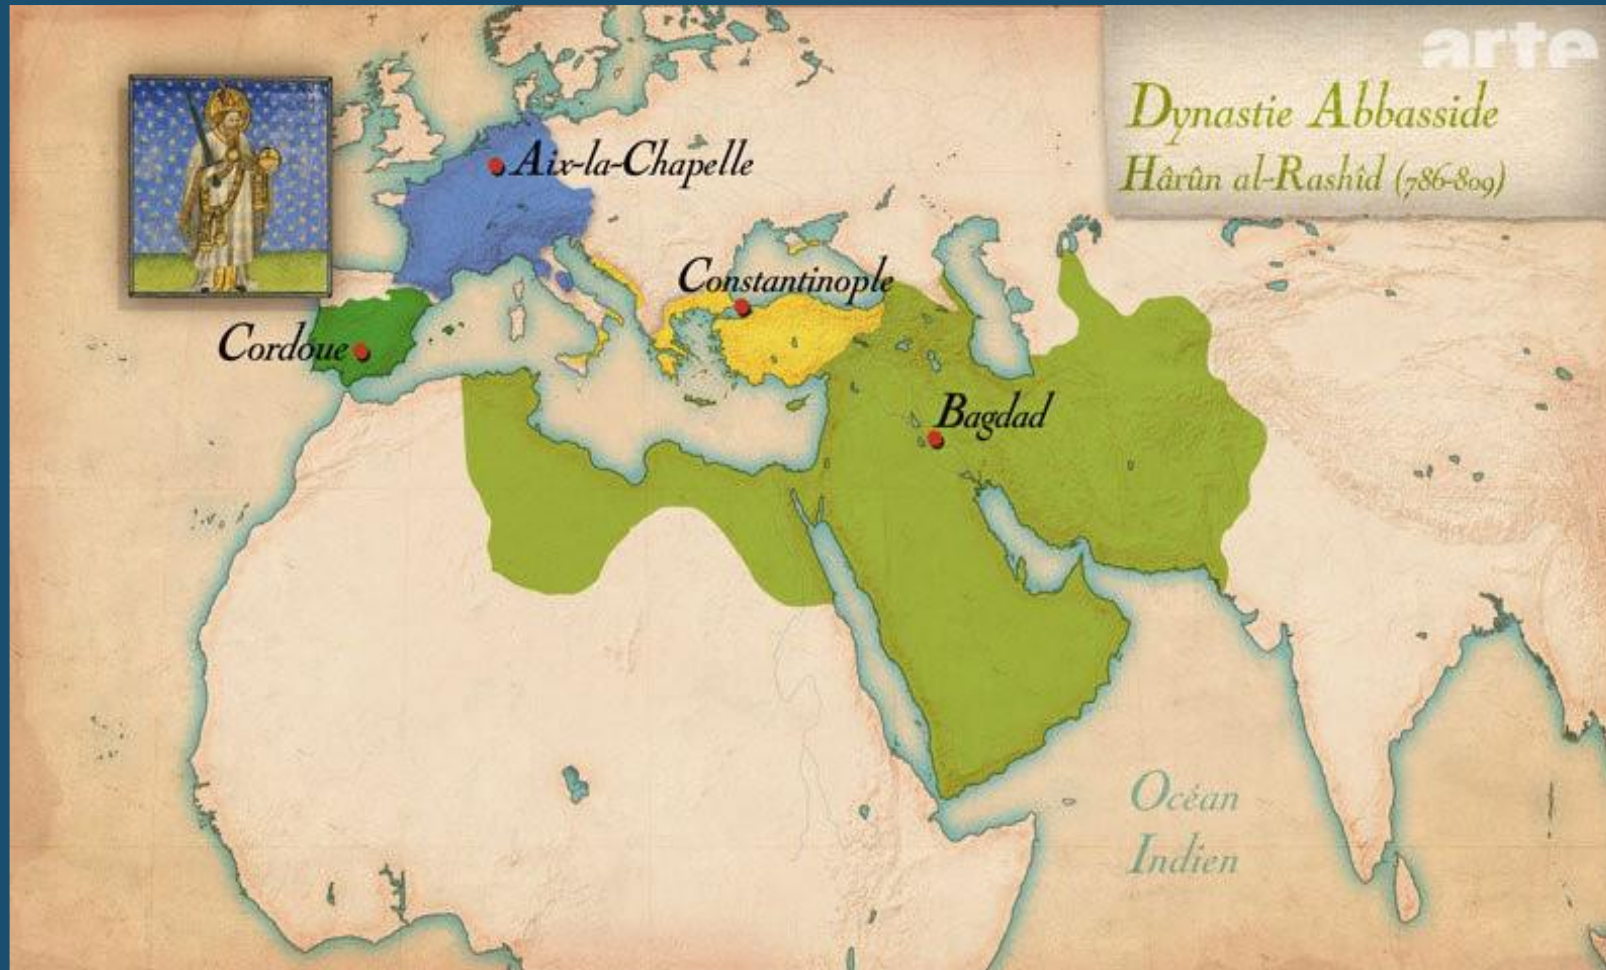 arte
Dynastie Abbasside
Hârûn al-Rashîd (786-809)
Aix-la-Chapelle
Constantinople
Cordoue
Bagdad
Océan
Indien